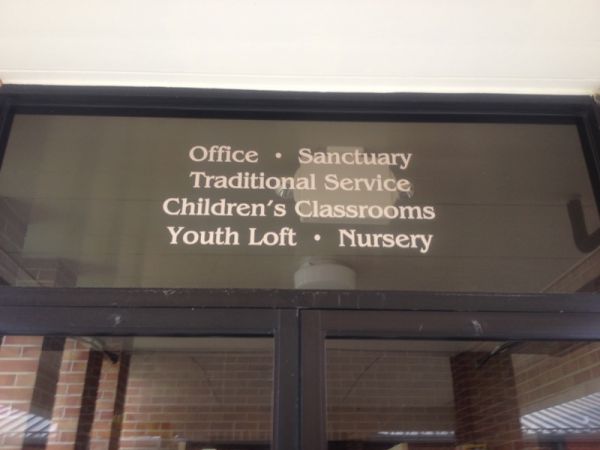 Office • Sanctuary
Traditional Service
Children's Classrooms
Youth Loft • Nursery